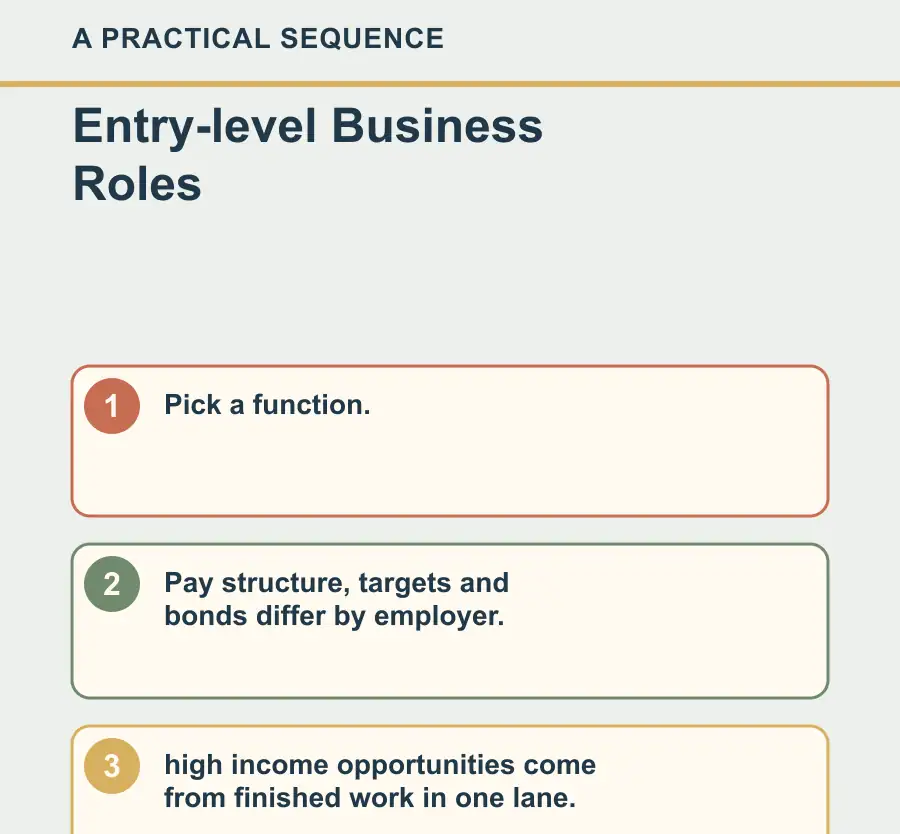 A PRACTICAL SEQUENCE
Entry-level Business
Roles
1
Pick a function.
2
Pay structure, targets and
bonds differ by employer.
3
high income opportunities come
from finished work in one lane.